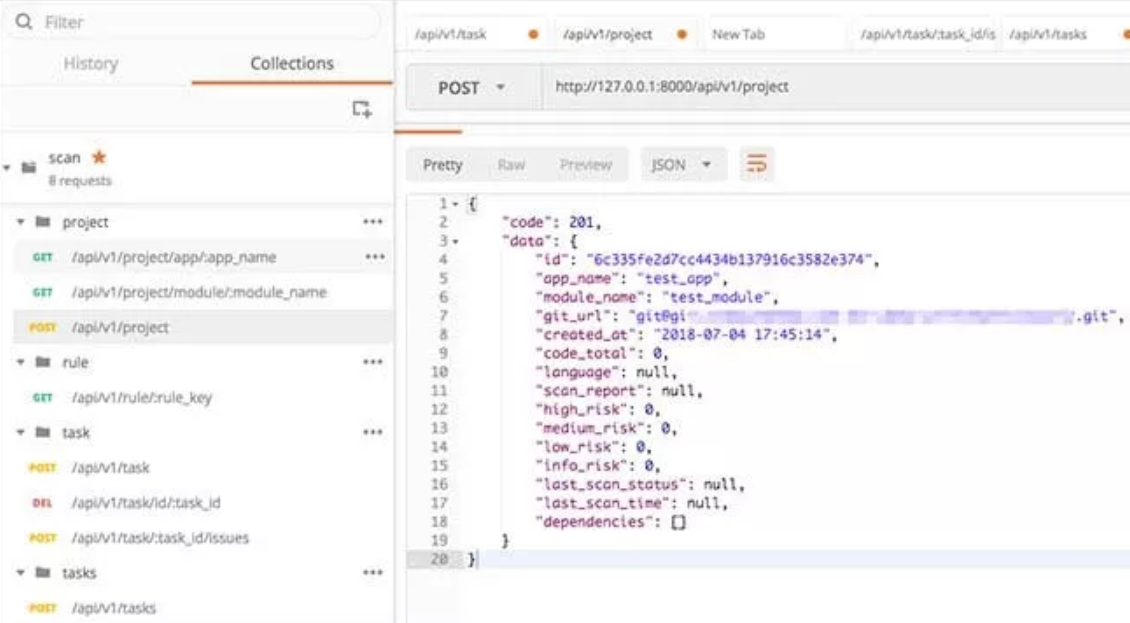 Filter
History Collections
scan
8 requests
project
GET /api/v1/project/app/:app_name
GET /api/v1/project/module/:module_name
POST /api/v1/project
rule
GET /api/v1/rule/:rule_key
task
POST /api/v1/task
DEL /api/v1/task/id/:task_id
POST /api/v1/task/:task_id/issues
tasks
POST /api/v1/tasks
/api/v1/task /api/v1/project New Tab /api/v1/task/:task_id/is /api/v1/tasks
POST http://127.0.0.1:8000/api/v1/project
Pretty Raw Preview JSON
1 {
2 "code": 201,
3 "data": {
4 "id": "6c335fe2d7cc4434b137916c3582e374",
5 "app_name": "test_app",
6 "module_name": "test_module",
7 "git_url": "git@gi .git",
8 "created_at": "2018-07-04 17:45:14",
9 "code_total": 0,
10 "language": null,
11 "scan_report": null,
12 "high_risk": 0,
13 "medium_risk": 0,
14 "low_risk": 0,
15 "info_risk": 0,
16 "last_scan_status": null,
17 "last_scan_time": null,
18 "dependencies": []
19 }
20 }